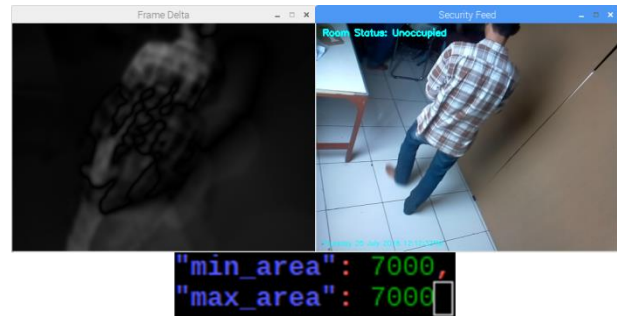 Frame Delta
Security Feed
Room Status: Unoccupied
"min_area": 7000,
"max_area": 7000